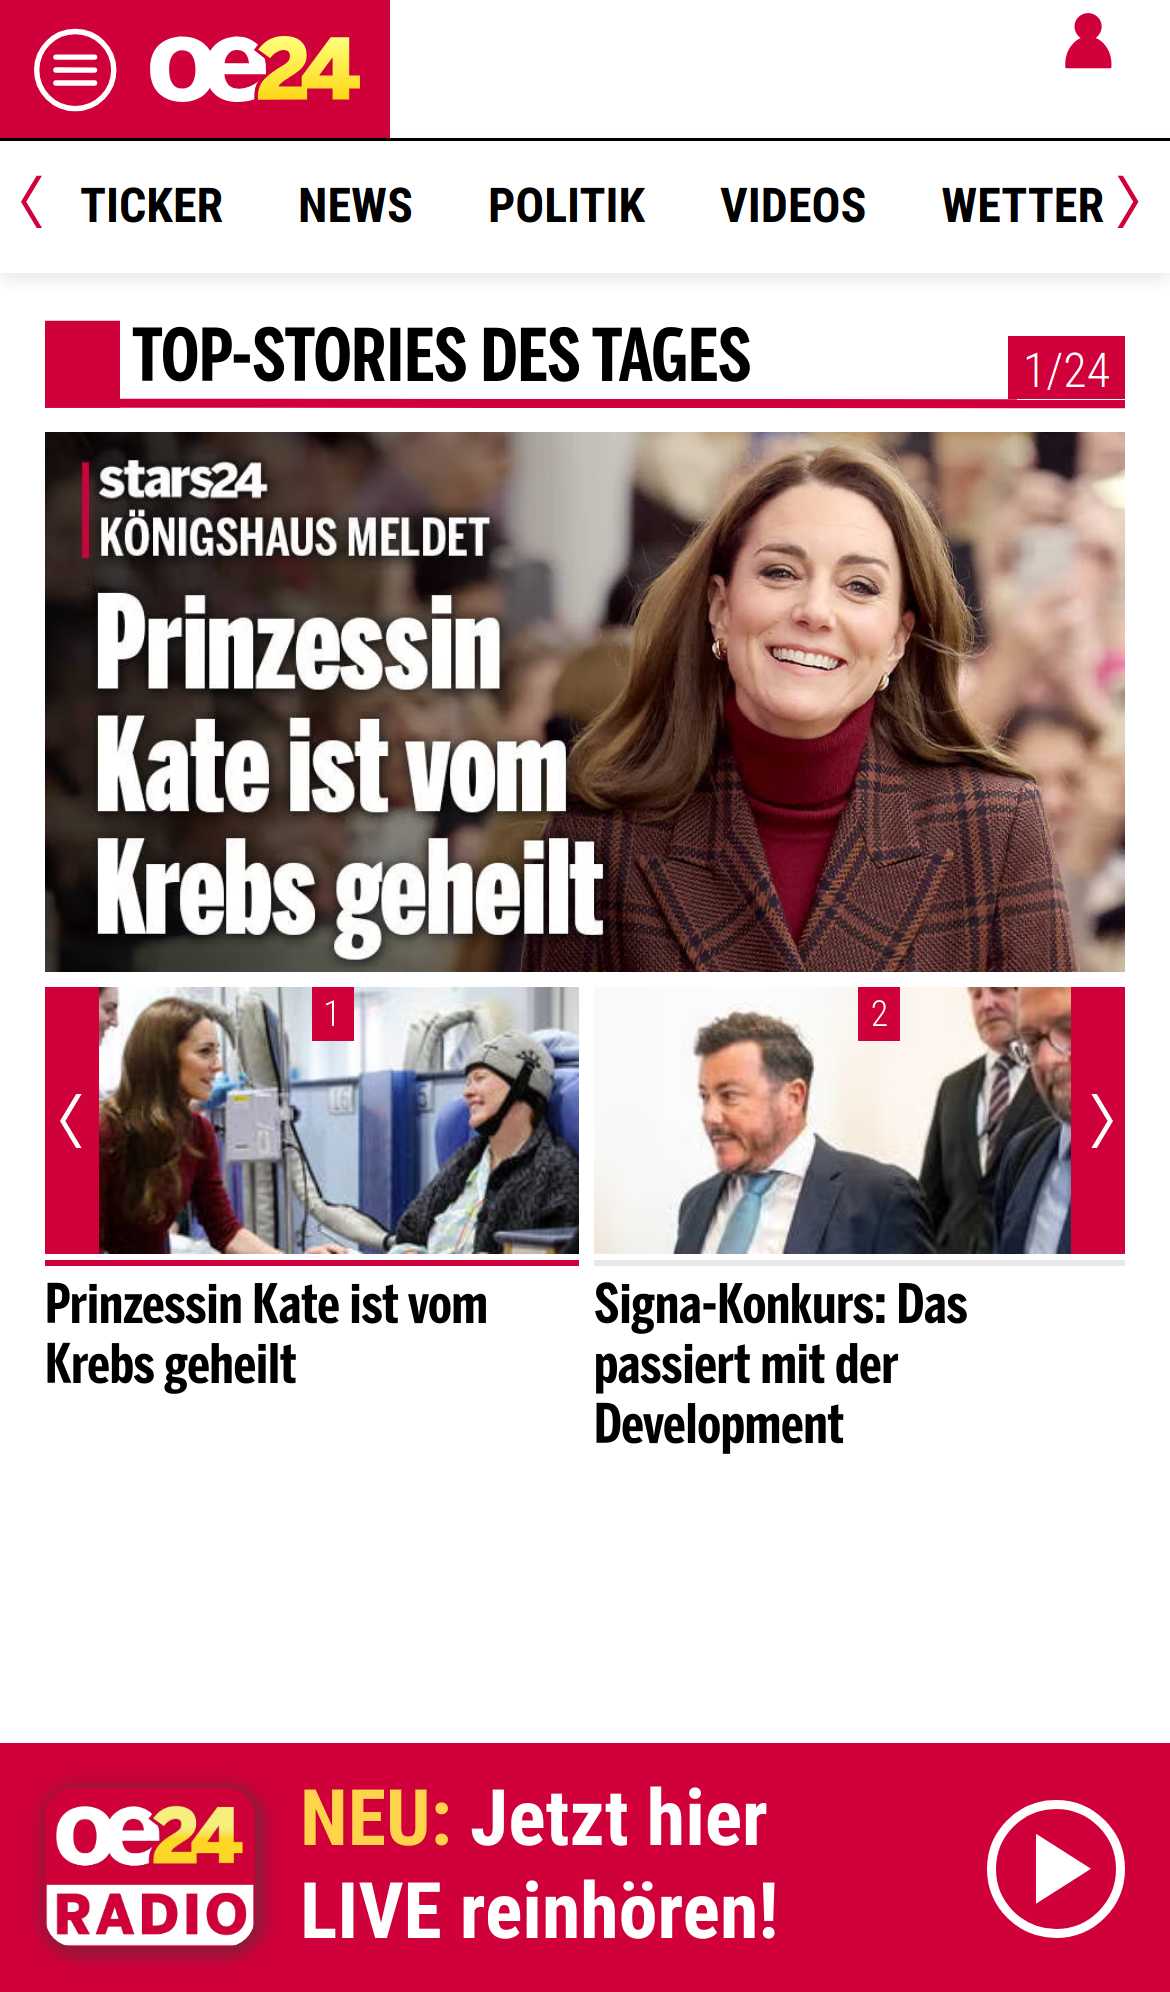 oe24
TICKER NEWS POLITIK VIDEOS WETTER
TOP-STORIES DES TAGES
1/24
stars24
KÖNIGSHAUS MELDET
Prinzessin
Kate ist vom
Krebs geheilt
1
2
Prinzessin Kate ist vom
Krebs geheilt
Signa-Konkurs: Das
passiert mit der
Development
oe24
RADIO
NEU: Jetzt hier
LIVE reinhören!